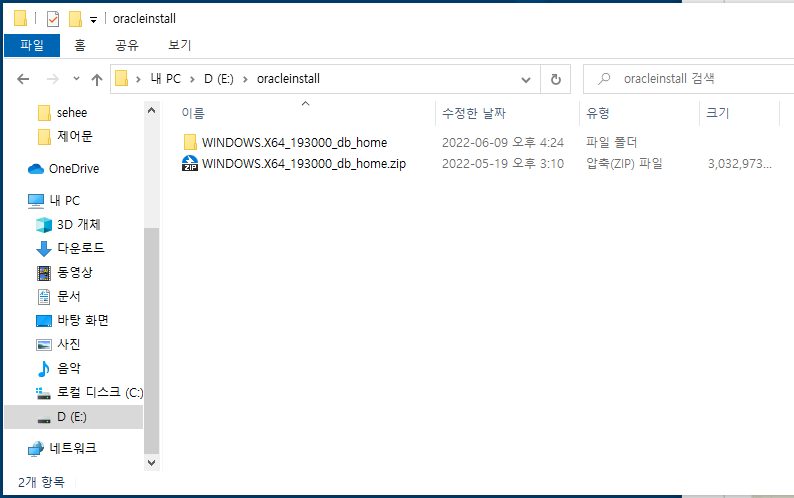 oracleinstall
파일 홈 공유 보기
내 PC > D (E:) > oracleinstall
oracleinstall 검색
이름 수정한 날짜 유형 크기
WINDOWS.X64_193000_db_home 2022-06-09 오후 4:24 파일 폴더
WINDOWS.X64_193000_db_home.zip 2022-05-19 오후 3:10 압축(ZIP) 파일 3,032,973...
sehee
제어문
OneDrive
내 PC
3D 개체
다운로드
동영상
문서
바탕 화면
사진
음악
로컬 디스크 (C:)
D (E:)
네트워크
2개 항목